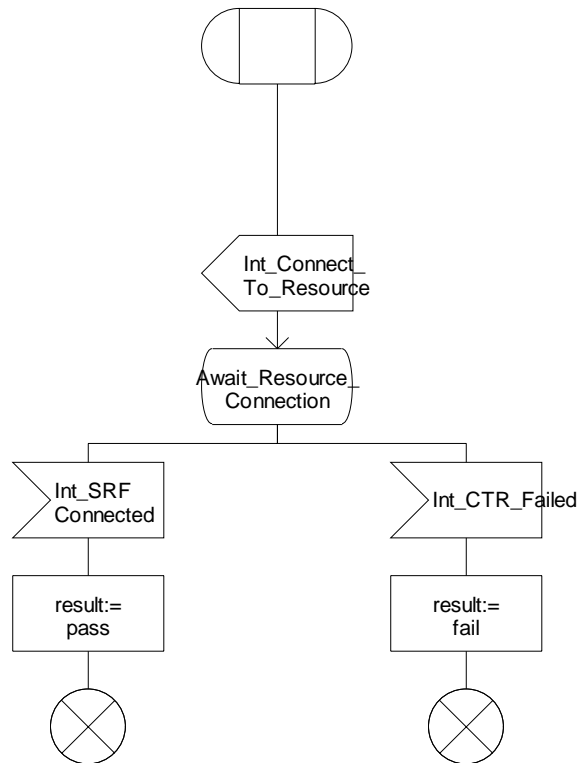 Int_Connect_
To_Resource
Await_Resource_
Connection
Int_SRF
Connected
Int_CTR_Failed
result:=
pass
result:=
fail